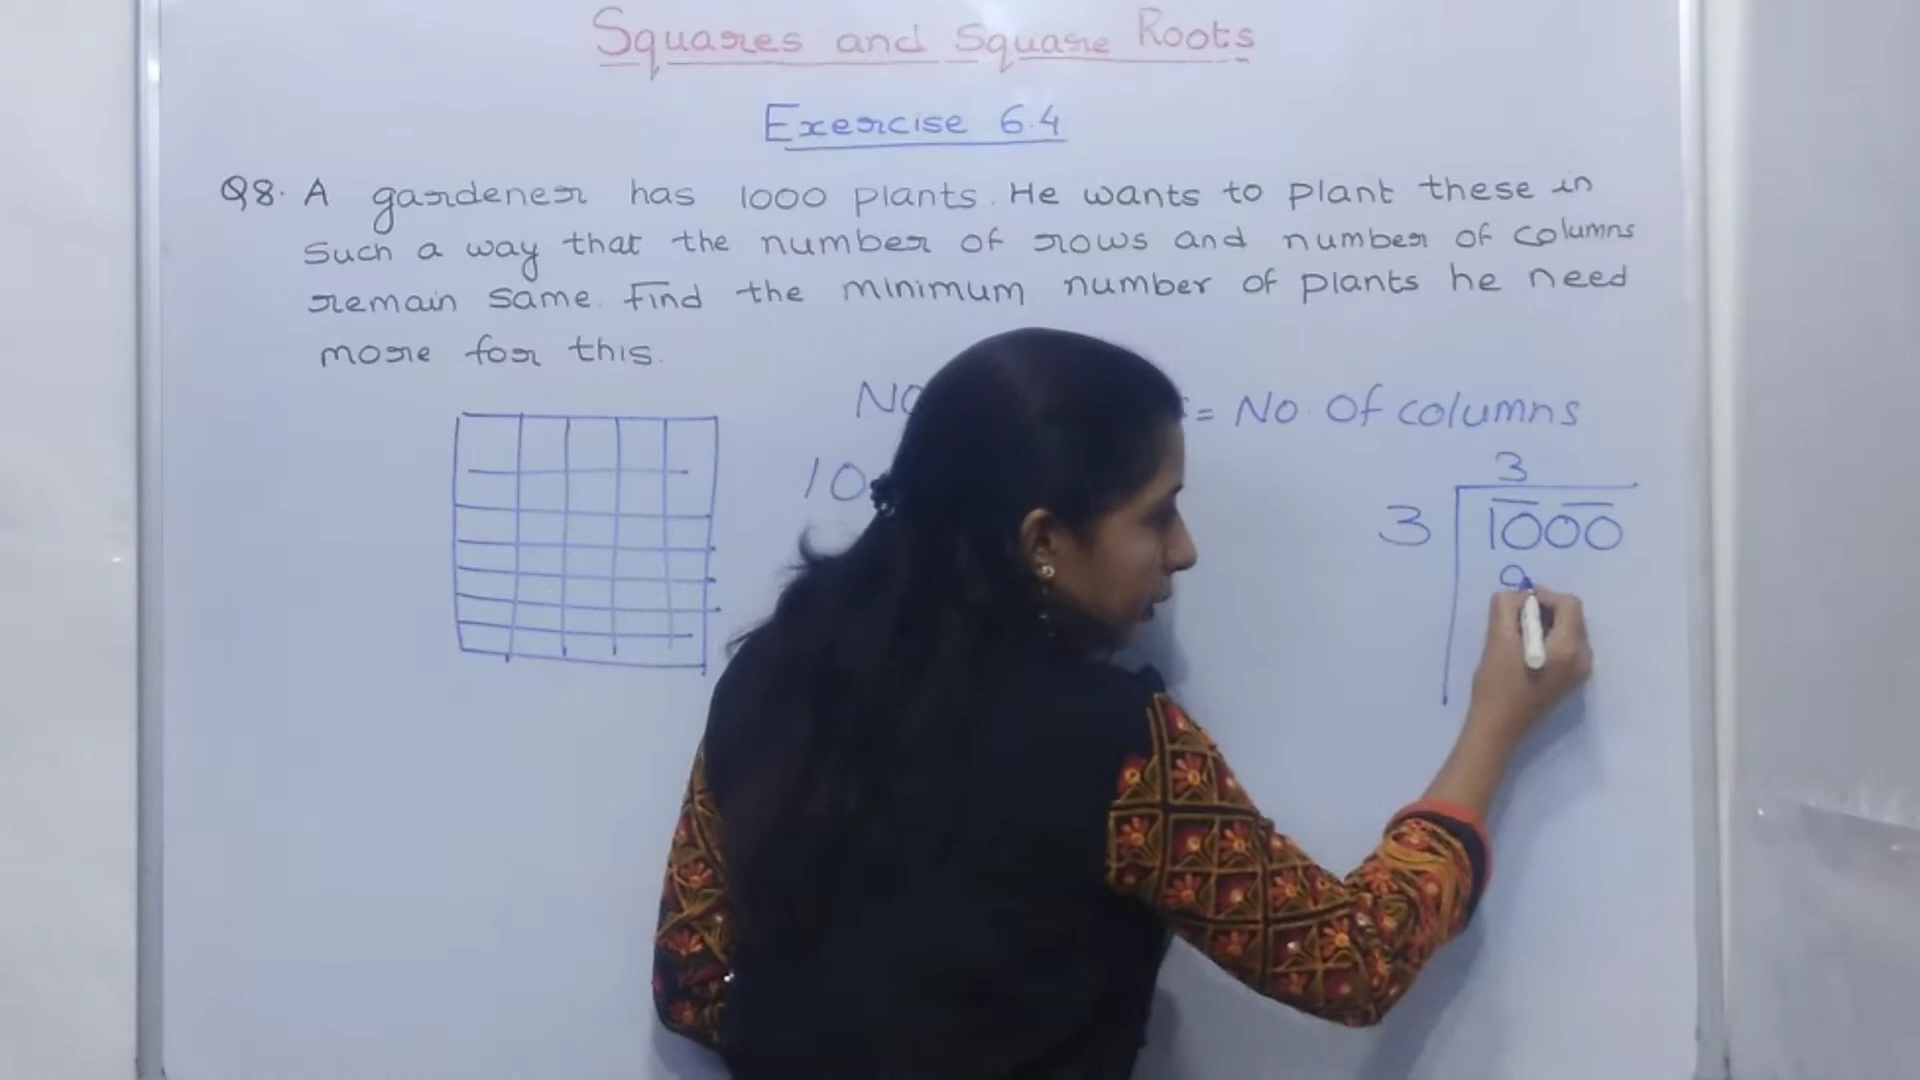 Squares and Square Roots
Exercise 6.4
Q8. A gardener has 1000 plants. He wants to plant these in
such a way that the number of rows and number of columns
remain same. Find the minimum number of plants he need
more for this.
= No. Of columns
3
3 1000
9